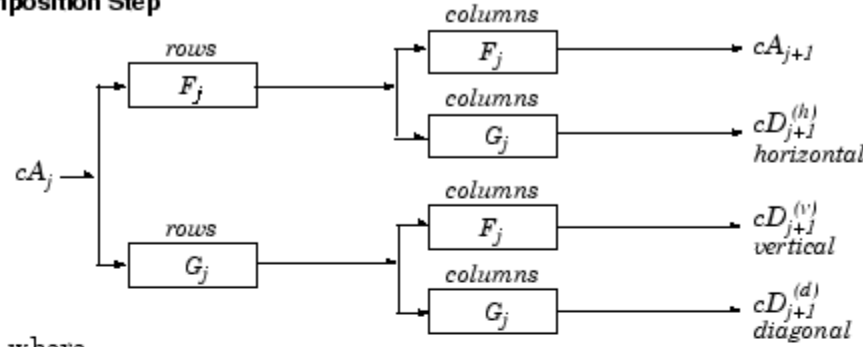 columns
rows
F_j
F_j
cA_{j+1}
columns
G_j
cD_{j+1}^{(h)}
horizontal
cA_j
columns
rows
F_j
cD_{j+1}^{(v)}
vertical
G_j
columns
G_j
cD_{j+1}^{(d)}
diagonal